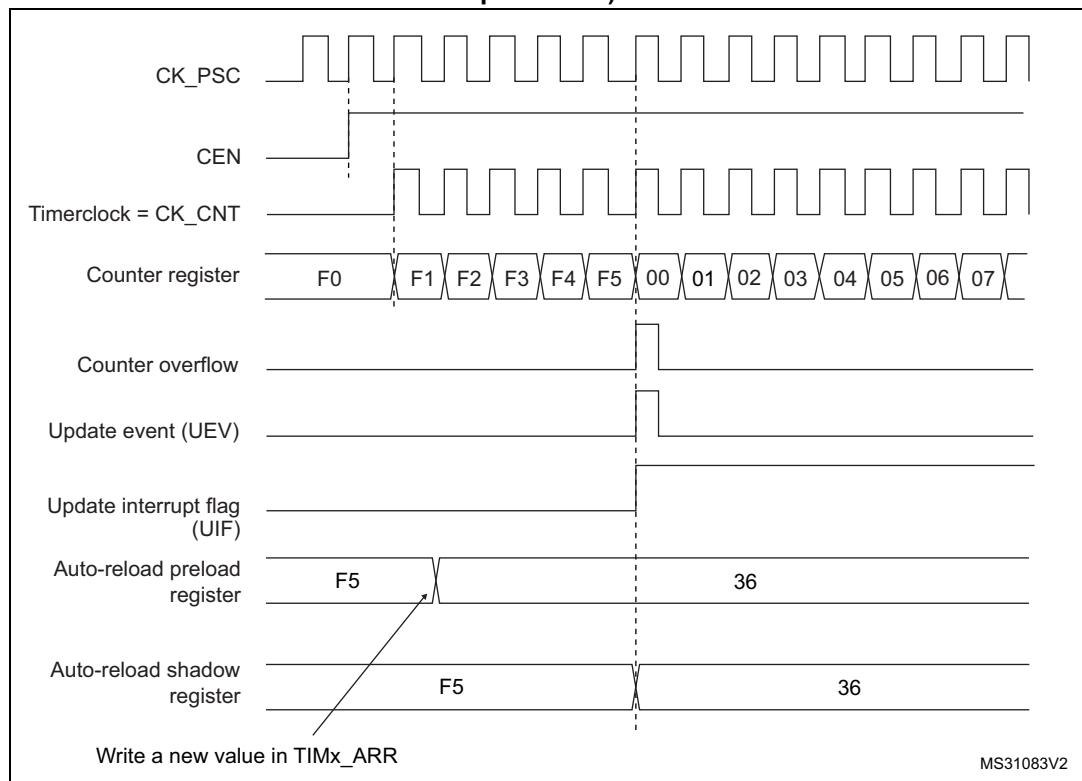 CK_PSC
CEN
Timerclock = CK_CNT
Counter register
F0 F1 F2 F3 F4 F5 00 01 02 03 04 05 06 07
Counter overflow
Update event (UEV)
Update interrupt flag
(UIF)
Auto-reload preload
register
F5 36
Auto-reload shadow
register
F5 36
Write a new value in TIMx_ARR
MS31083V2